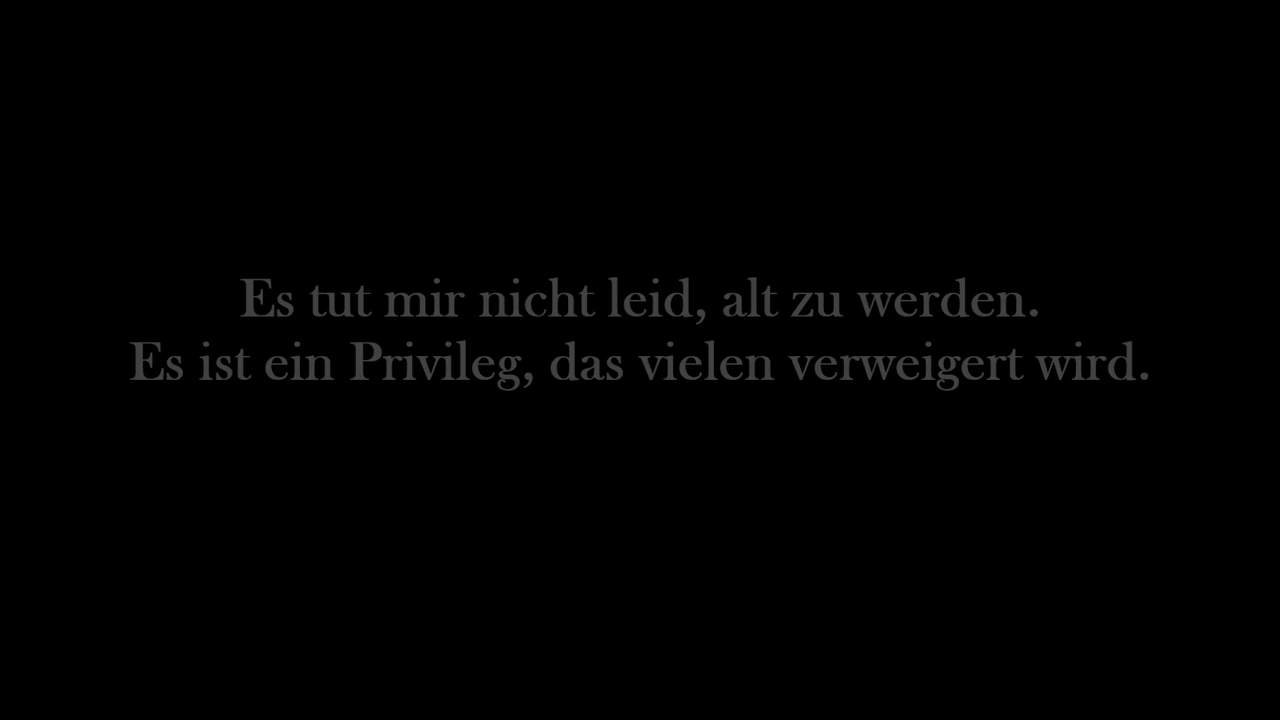 Es tut mir nicht leid, alt zu werden.
Es ist ein Privileg, das vielen verweigert wird.